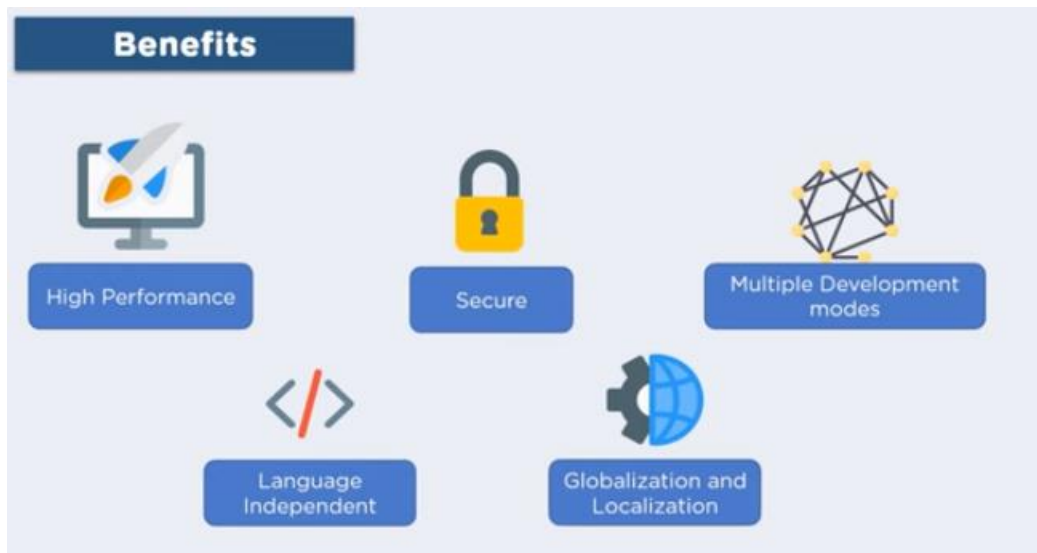 Benefits
High Performance
Secure
Multiple Development
modes
Language
Independent
Globalization and
Localization